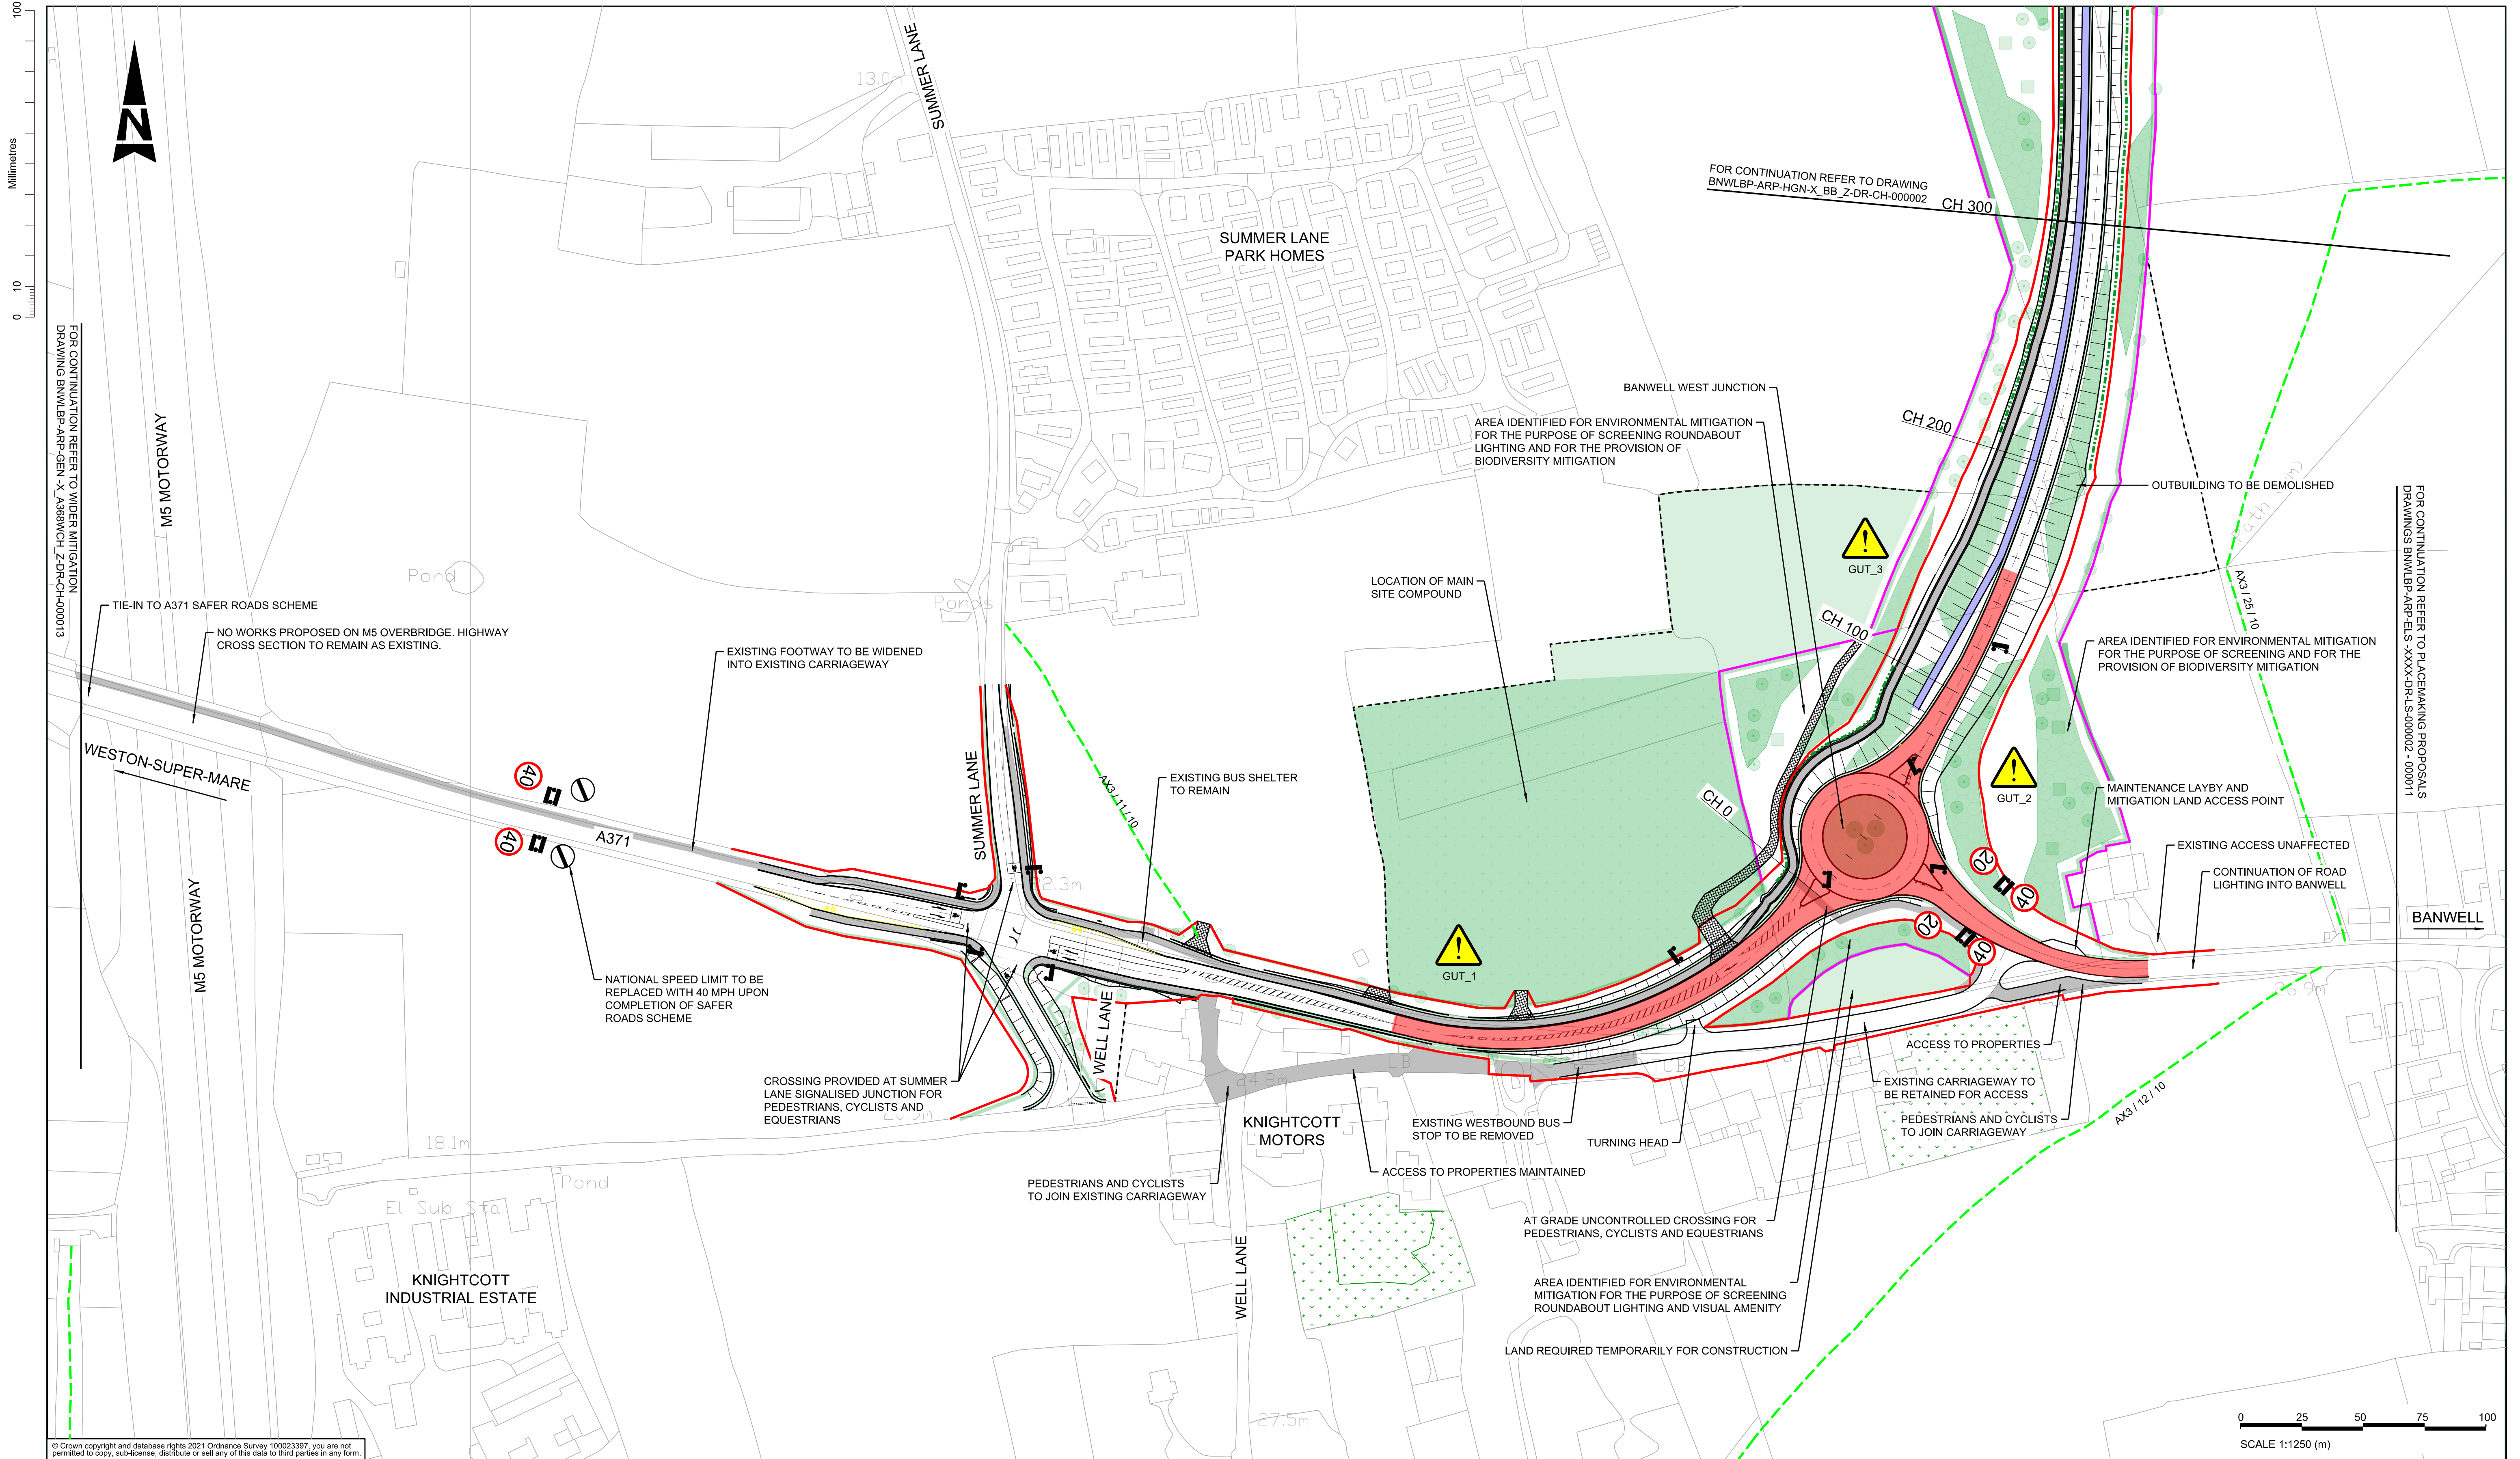 100
10
0
Millimetres
N
SUMMER LANE
13.0m
SUMMER LANE
PARK HOMES
FOR CONTINUATION REFER TO DRAWING
BNWLBP-ARP-HGN-X_BB_Z-DR-CH-000002
CH 300
FOR CONTINUATION REFER TO WIDER MITIGATION
DRAWING BNWLBP-ARP-GEN -X_A368WCH_Z-DR-CH-000013
M5 MOTORWAY
BANWELL WEST JUNCTION
CH 200
AREA IDENTIFIED FOR ENVIRONMENTAL MITIGATION
FOR THE PURPOSE OF SCREENING ROUNDABOUT
LIGHTING AND FOR THE PROVISION OF
BIODIVERSITY MITIGATION
OUTBUILDING TO BE DEMOLISHED
FOR CONTINUATION REFER TO PLACEMAKING PROPOSALS
DRAWINGS BNWLBP-ARP-ELS -XXXX-DR-LS-000002 - 000011
GUT_3
Pond
Ponds
LOCATION OF MAIN
SITE COMPOUND
CH 100
AX3 / 25 / 10
TIE-IN TO A371 SAFER ROADS SCHEME
NO WORKS PROPOSED ON M5 OVERBRIDGE. HIGHWAY
CROSS SECTION TO REMAIN AS EXISTING.
EXISTING FOOTWAY TO BE WIDENED
INTO EXISTING CARRIAGEWAY
AREA IDENTIFIED FOR ENVIRONMENTAL MITIGATION
FOR THE PURPOSE OF SCREENING AND FOR THE
PROVISION OF BIODIVERSITY MITIGATION
WESTON-SUPER-MARE
40
40
A371
SUMMER LANE
AX3 / 11 / 10
EXISTING BUS SHELTER
TO REMAIN
CH 0
GUT_2
MAINTENANCE LAYBY AND
MITIGATION LAND ACCESS POINT
20
40
20
40
EXISTING ACCESS UNAFFECTED
CONTINUATION OF ROAD
LIGHTING INTO BANWELL
BANWELL
M5 MOTORWAY
GUT_1
NATIONAL SPEED LIMIT TO BE
REPLACED WITH 40 MPH UPON
COMPLETION OF SAFER
ROADS SCHEME
WELL LANE
26.9m
ACCESS TO PROPERTIES
24.8m
LB
TCB
CROSSING PROVIDED AT SUMMER
LANE SIGNALISED JUNCTION FOR
PEDESTRIANS, CYCLISTS AND
EQUESTRIANS
EXISTING CARRIAGEWAY TO
BE RETAINED FOR ACCESS
PEDESTRIANS AND CYCLISTS
TO JOIN CARRIAGEWAY
AX3 / 12 / 10
KNIGHTCOTT
MOTORS
EXISTING WESTBOUND BUS
STOP TO BE REMOVED
TURNING HEAD
18.1m
ACCESS TO PROPERTIES MAINTAINED
Pond
PEDESTRIANS AND CYCLISTS
TO JOIN EXISTING CARRIAGEWAY
El Sub Sta
AT GRADE UNCONTROLLED CROSSING FOR
PEDESTRIANS, CYCLISTS AND EQUESTRIANS
WELL LANE
KNIGHTCOTT
INDUSTRIAL ESTATE
AREA IDENTIFIED FOR ENVIRONMENTAL
MITIGATION FOR THE PURPOSE OF SCREENING
ROUNDABOUT LIGHTING AND VISUAL AMENITY
LAND REQUIRED TEMPORARILY FOR CONSTRUCTION
27.5m
0 25 50 75 100
SCALE 1:1250 (m)
© Crown copyright and database rights 2021 Ordnance Survey 100023397, you are not
permitted to copy, sub-license, distribute or sell any of this data to third parties in any form.